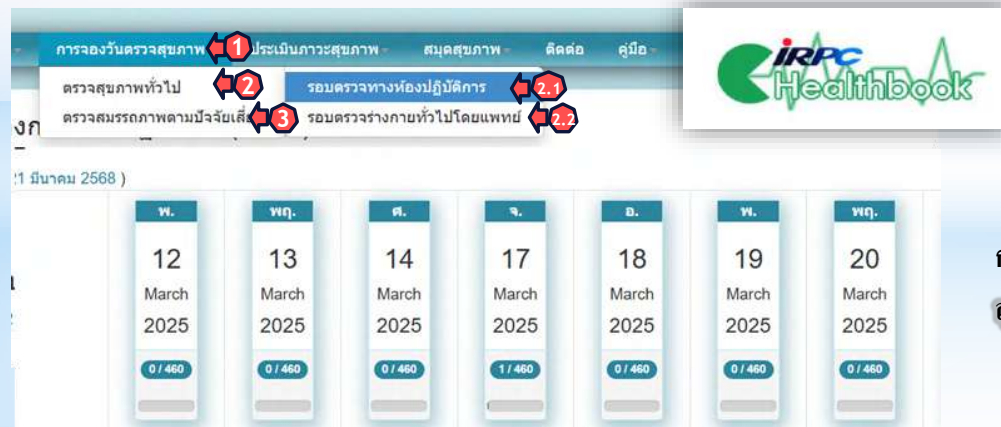 การจองวันตรวจสุขภาพ 1 ประเมินภาวะสุขภาพ สมุดสุขภาพ ติดต่อ คู่มือ
ตรวจสุขภาพทั่วไป 2 รอบตรวจทางห้องปฏิบัติการ 2.1
ตรวจสมรรถภาพตามปัจจัยเสี่ 3 รอบตรวจร่างกายทั่วไปโดยแพทย์ 2.2
iRPC
Healthbook
21 มีนาคม 2568 )
พ. พฤ. ศ. จ. อ. พ. พฤ.
12 13 14 17 18 19 20
March March March March March March March
2025 2025 2025 2025 2025 2025 2025
0 / 460 0 / 460 0 / 460 1 / 460 0 / 460 0 / 460 0 / 460